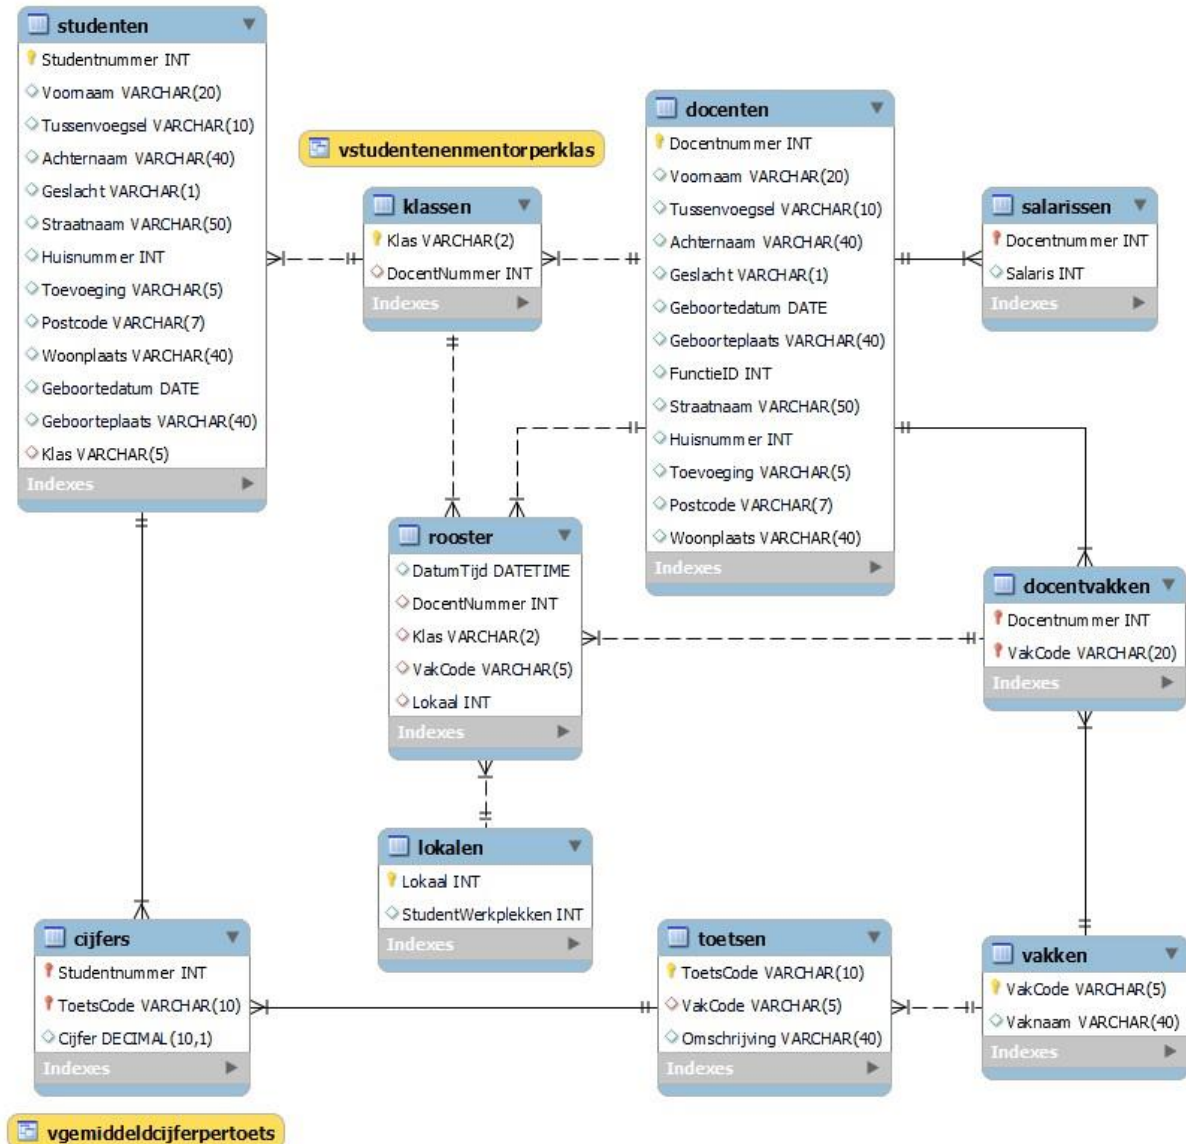 studenten
Studentnummer INT
Voornaam VARCHAR(20)
Tussenvoegsel VARCHAR(10)
Achternaam VARCHAR(40)
Geslacht VARCHAR(1)
Straatnaam VARCHAR(50)
Huisnummer INT
Toevoeging VARCHAR(5)
Postcode VARCHAR(7)
Woonplaats VARCHAR(40)
Geboortedatum DATE
Geboorteplaats VARCHAR(40)
Klas VARCHAR(5)
Indexes
vstudentenenmentorperklas
klassen
Klas VARCHAR(2)
DocentNummer INT
Indexes
docenten
Docentnummer INT
Voornaam VARCHAR(20)
Tussenvoegsel VARCHAR(10)
Achternaam VARCHAR(40)
Geslacht VARCHAR(1)
Geboortedatum DATE
Geboorteplaats VARCHAR(40)
FunctieID INT
Straatnaam VARCHAR(50)
Huisnummer INT
Toevoeging VARCHAR(5)
Postcode VARCHAR(7)
Woonplaats VARCHAR(40)
Indexes
salarissen
Docentnummer INT
Salaris INT
Indexes
rooster
DatumTijd DATETIME
DocentNummer INT
Klas VARCHAR(2)
VakCode VARCHAR(5)
Lokaal INT
Indexes
docentvakken
Docentnummer INT
VakCode VARCHAR(20)
Indexes
lokalen
Lokaal INT
StudentWerkplekken INT
Indexes
cijfers
Studentnummer INT
ToetsCode VARCHAR(10)
Cijfer DECIMAL(10,1)
Indexes
toetsen
ToetsCode VARCHAR(10)
VakCode VARCHAR(5)
Omschrijving VARCHAR(40)
Indexes
vakken
VakCode VARCHAR(5)
Vaknaam VARCHAR(40)
Indexes
vgemiddeldcijferpertoets